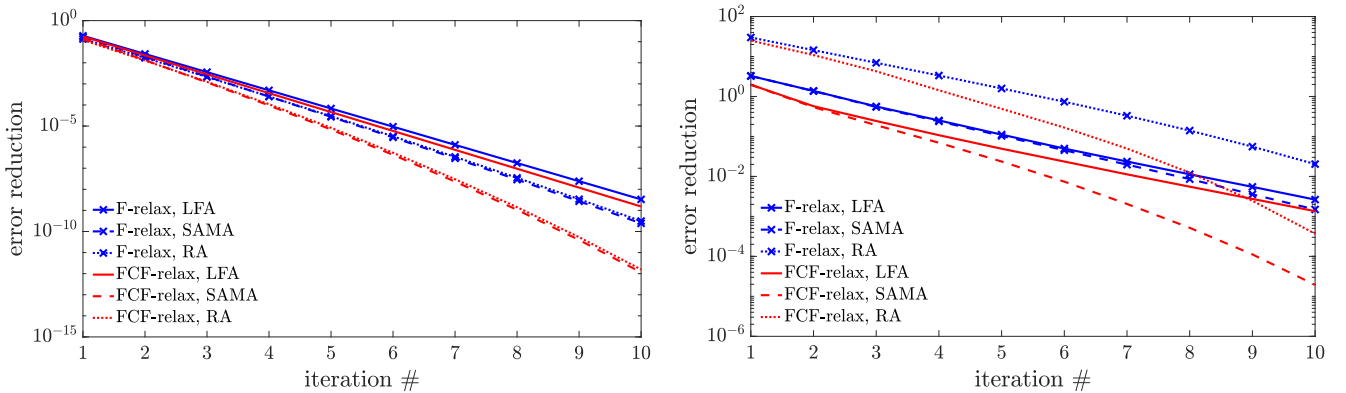 10^0
10^-5
10^-10
10^-15
error reduction
F-relax, LFA
F-relax, SAMA
F-relax, RA
FCF-relax, LFA
FCF-relax, SAMA
FCF-relax, RA
1 2 3 4 5 6 7 8 9 10
iteration #
10^2
10^0
10^-2
10^-4
10^-6
error reduction
F-relax, LFA
F-relax, SAMA
F-relax, RA
FCF-relax, LFA
FCF-relax, SAMA
FCF-relax, RA
1 2 3 4 5 6 7 8 9 10
iteration #